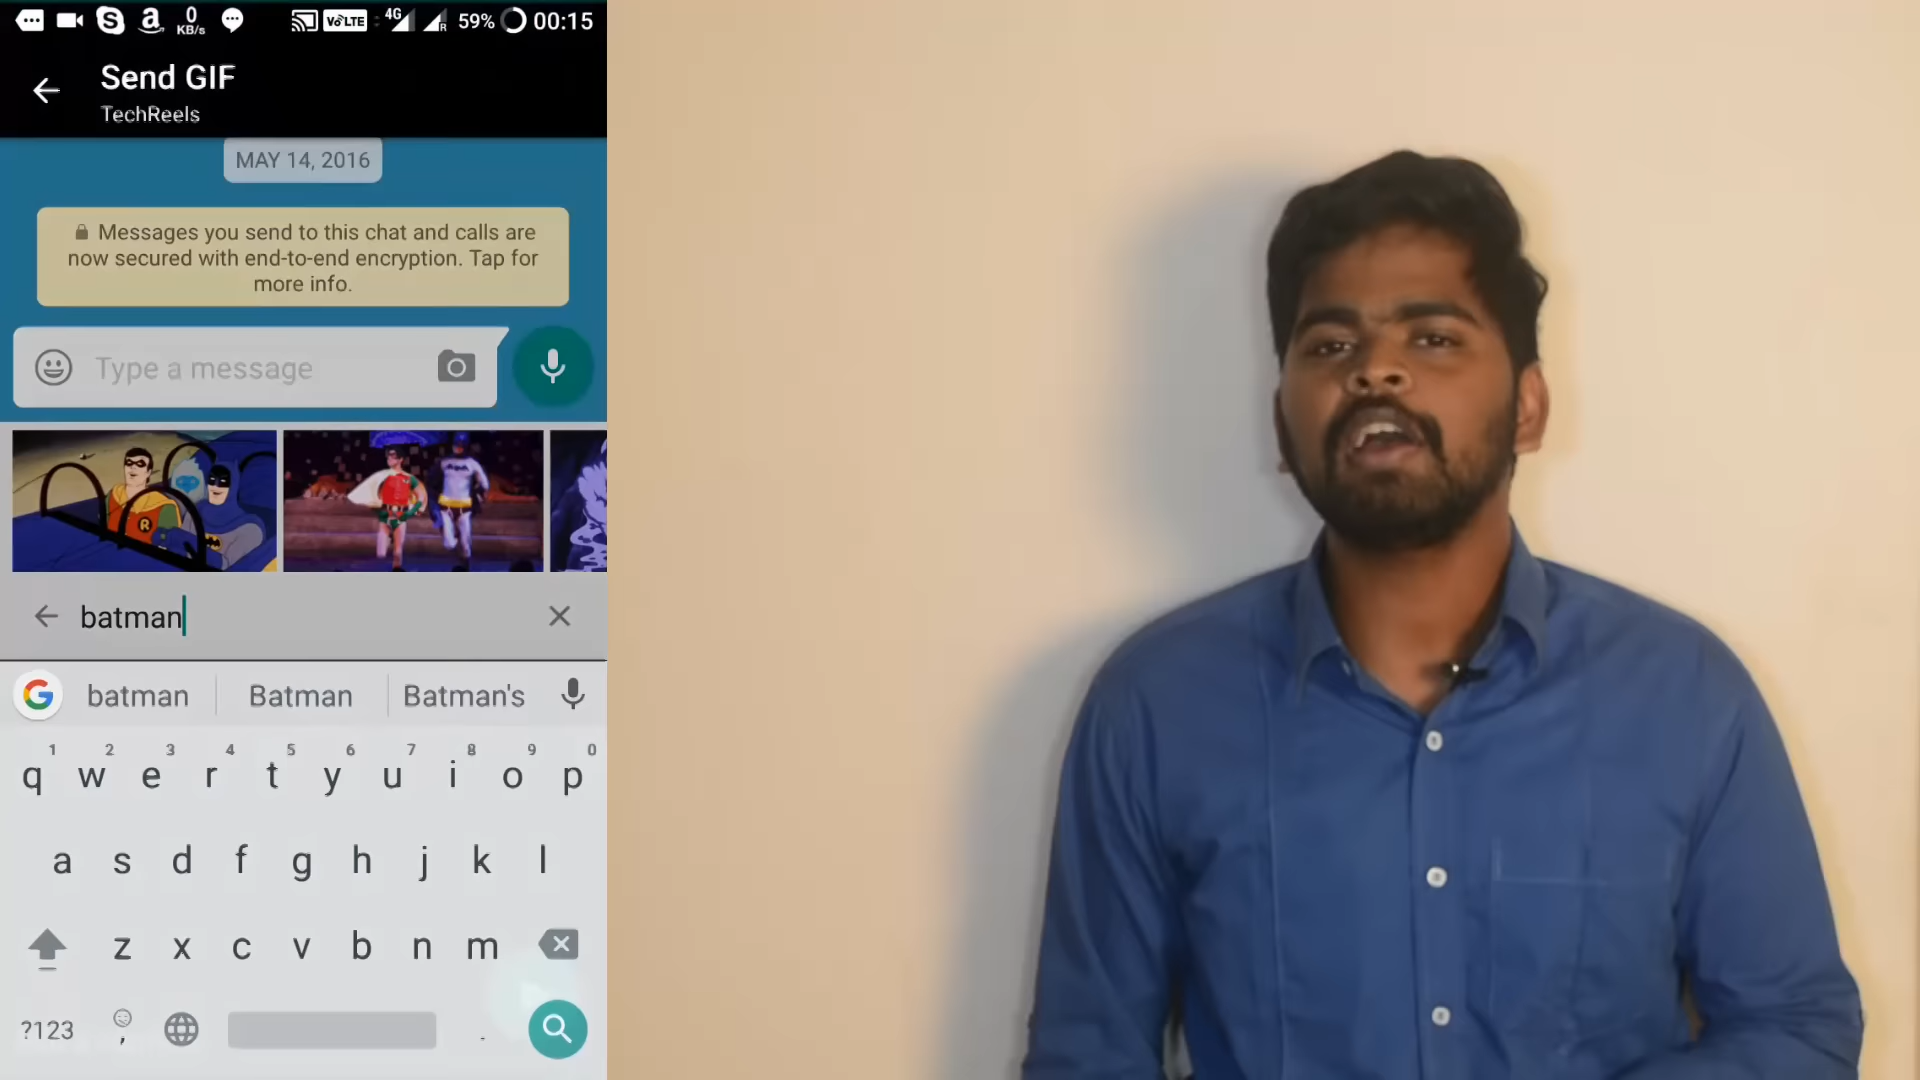 0
KB/s
VoLTE
4G
R
59%
00:15
Send GIF
TechReels
MAY 14, 2016
Messages you send to this chat and calls are
now secured with end-to-end encryption. Tap for
more info.
Type a message
R
batman
batman Batman Batman's
1 2 3 4 5 6 7 8 9 0
q w e r t y u i o p
a s d f g h j k l
z x c v b n m
?123 , .